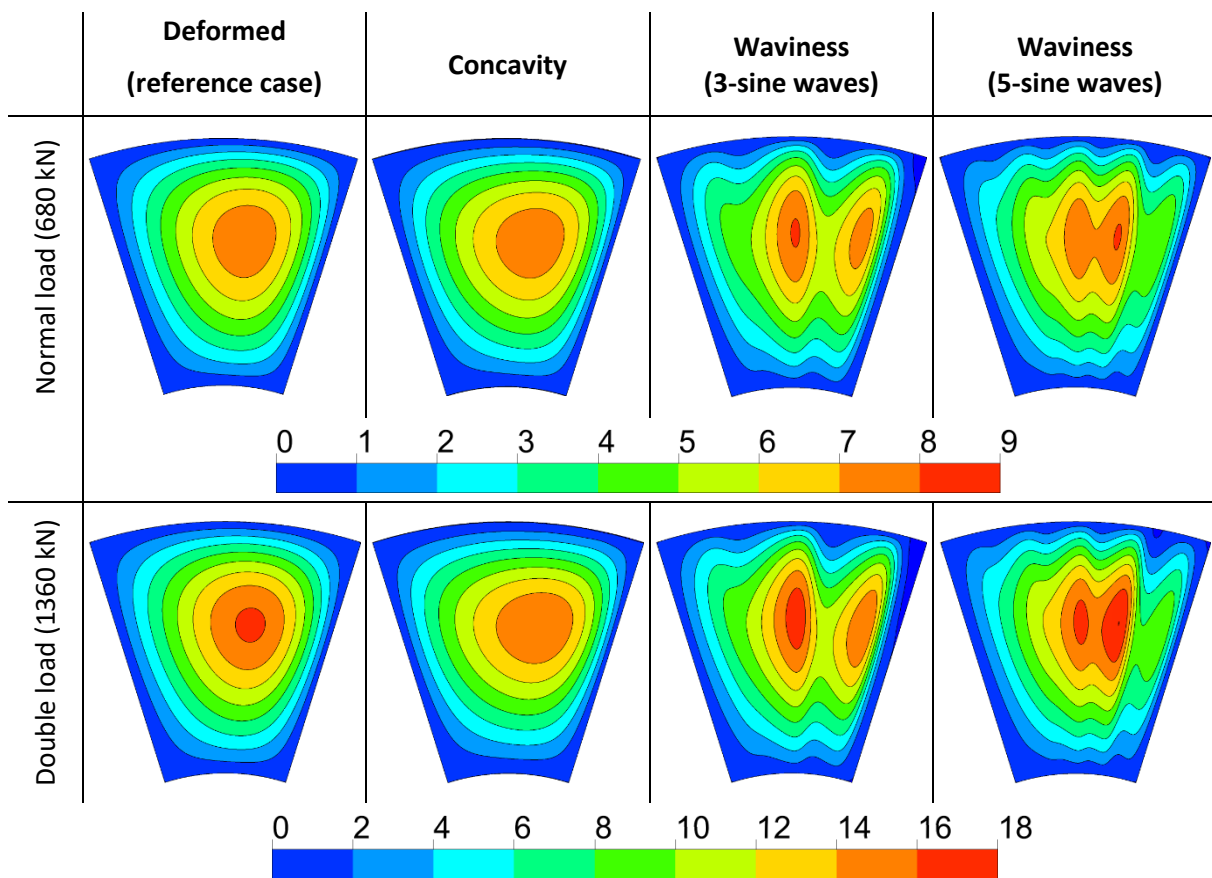 Deformed
(reference case)
Concavity
Waviness
(3-sine waves)
Waviness
(5-sine waves)
Normal load (680 kN)
0 1 2 3 4 5 6 7 8 9
Double load (1360 kN)
0 2 4 6 8 10 12 14 16 18